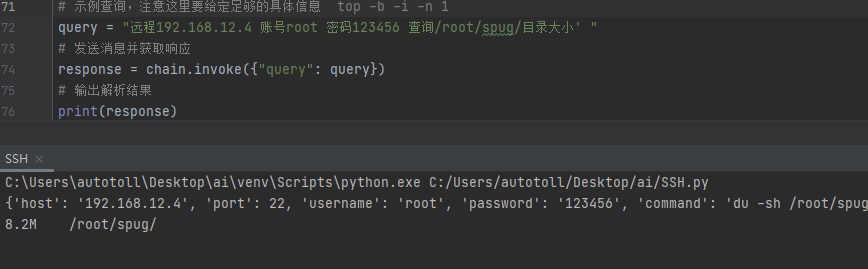 71 # 示例查询，注意这里要给定足够的具体信息 top -b -i -n 1
72 query = "远程192.168.12.4 账号root 密码123456 查询/root/spug/目录大小' "
73 # 发送消息并获取响应
74 response = chain.invoke({"query": query})
75 # 输出解析结果
76 print(response)
SSH ×
C:\Users\autotoll\Desktop\ai\venv\Scripts\python.exe C:/Users/autotoll/Desktop/ai/SSH.py
{'host': '192.168.12.4', 'port': 22, 'username': 'root', 'password': '123456', 'command': 'du -sh /root/spug
8.2M /root/spug/